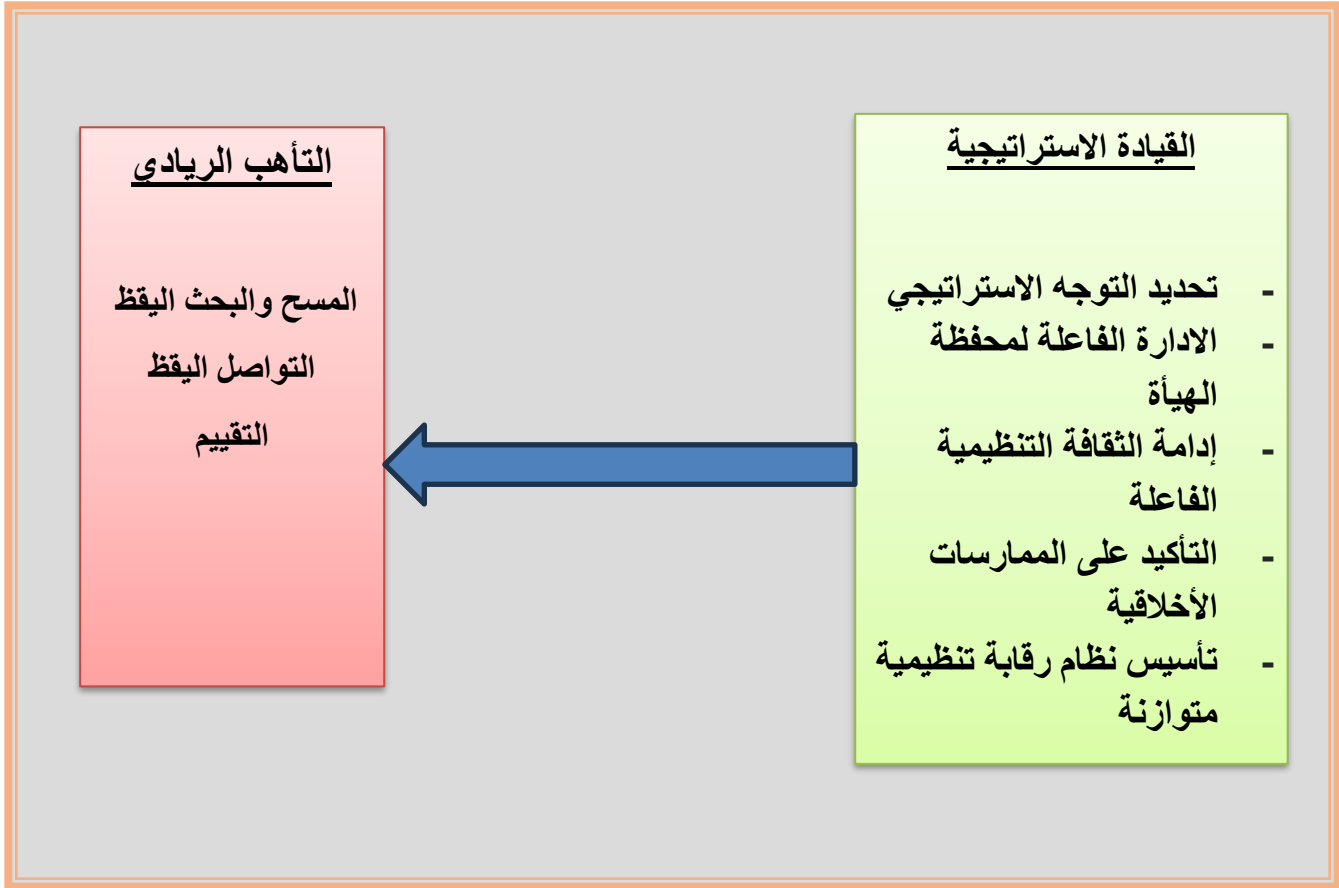 القيادة الاستراتيجية
- تحديد التوجه الاستراتيجي
- الادارة الفاعلة لمحفظة
الهيأة
- إدامة الثقافة التنظيمية
الفاعلة
- التأكيد على الممارسات
الأخلاقية
- تأسيس نظام رقابة تنظيمية
متوازنة
التأهب الريادي
المسح والبحث اليقظ
التواصل اليقظ
التقييم